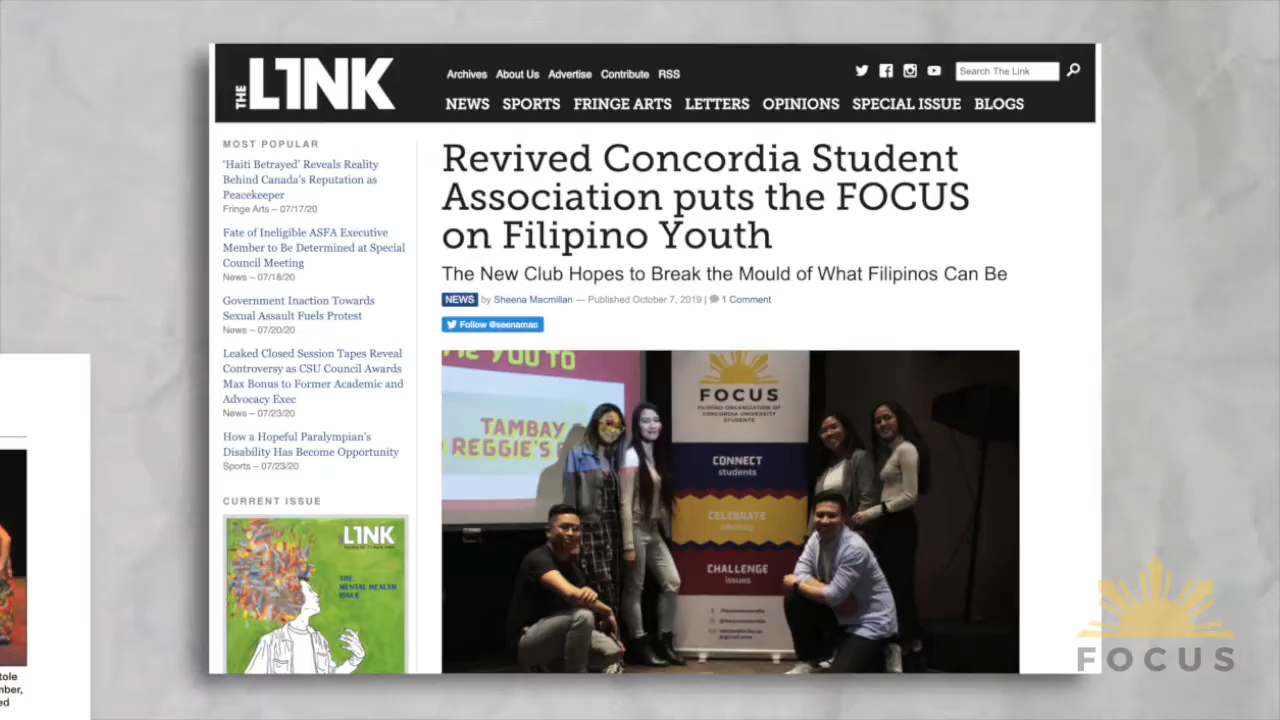 THE L1NK
Archives About Us Advertise Contribute RSS
Search The Link
NEWS SPORTS FRINGE ARTS LETTERS OPINIONS SPECIAL ISSUE BLOGS
MOST POPULAR
‘Haiti Betrayed’ Reveals Reality
Behind Canada’s Reputation as
Peacekeeper
Fringe Arts – 07/17/20
Fate of Ineligible ASFA Executive
Member to Be Determined at Special
Council Meeting
News – 07/18/20
Government Inaction Towards
Sexual Assault Fuels Protest
News – 07/20/20
Leaked Closed Session Tapes Reveal
Controversy as CSU Council Awards
Max Bonus to Former Academic and
Advocacy Exec
News – 07/23/20
How a Hopeful Paralympian’s
Disability Has Become Opportunity
Sports – 07/23/20
CURRENT ISSUE
L1NK
THE
MENTAL HEALTH
ISSUE
Revived Concordia Student
Association puts the FOCUS
on Filipino Youth
The New Club Hopes to Break the Mould of What Filipinos Can Be
NEWS by Sheena Macmillan — Published October 7, 2019 | 1 Comment
Follow @seenamac
YOU TO
TAMBAY
REGGIE'S
FOCUS
FILIPINO ORGANIZATION OF
CONCORDIA UNIVERSITY
STUDENTS
CONNECT
students
CELEBRATE
identity
CHALLENGE
issues
FOCUS